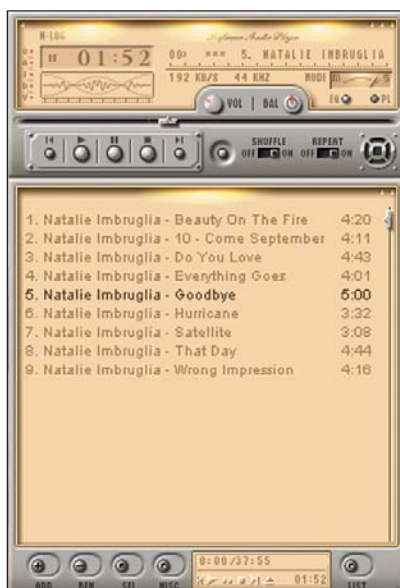 01:52
00> *** 5. NATALIE IMBRUGLIA
192 KB/S 44 KHZ MODE m s
VOL | BAL
EQ PL
SHUFFLE REPEAT
OFF ON OFF ON
1. Natalie Imbruglia - Beauty On The Fire 4:20
2. Natalie Imbruglia - 10 - Come September 4:11
3. Natalie Imbruglia - Do You Love 4:43
4. Natalie Imbruglia - Everything Goes 4:01
5. Natalie Imbruglia - Goodbye 5:00
6. Natalie Imbruglia - Hurricane 3:32
7. Natalie Imbruglia - Satellite 3:08
8. Natalie Imbruglia - That Day 4:44
9. Natalie Imbruglia - Wrong Impression 4:16
0:00/37:55
ADD REM SEL MISC 01:52 LIST